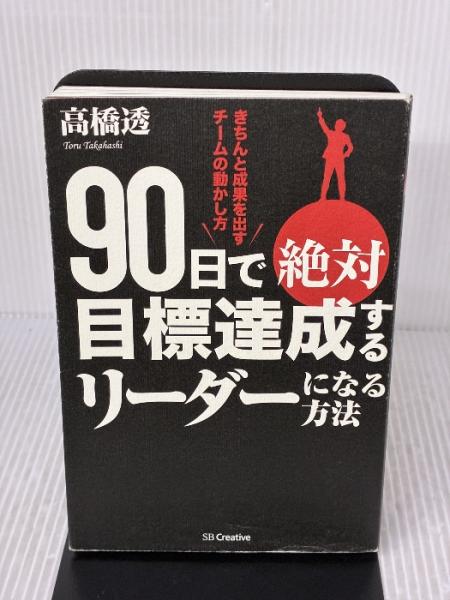 高橋透
Toru Takahashi
きちんと成果を出す
チームの動かし方
90日で絶対
目標達成する
リーダーになる
方法
SB Creative